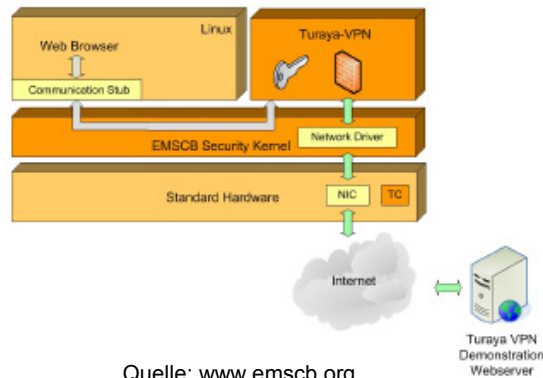 Linux
Web Browser
Communication Stub
Turaya-VPN
EMSCB Security Kernel
Network Driver
Standard Hardware
NIC
TC
Internet
Turaya VPN
Demonstration
Webserver
Quelle: www.emscb.org